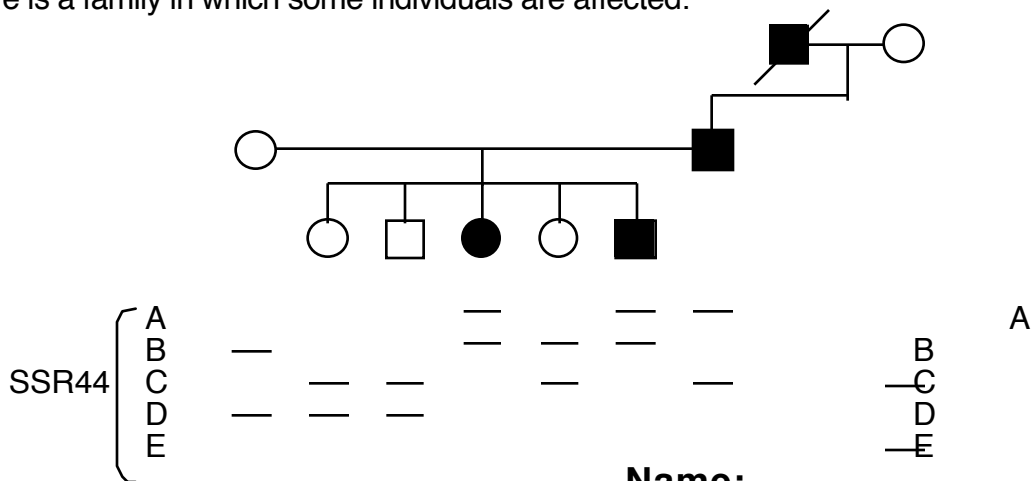 e is a family in which some individuals are affected.
A A
B B
SSR44 C C
D D
E E
Name: